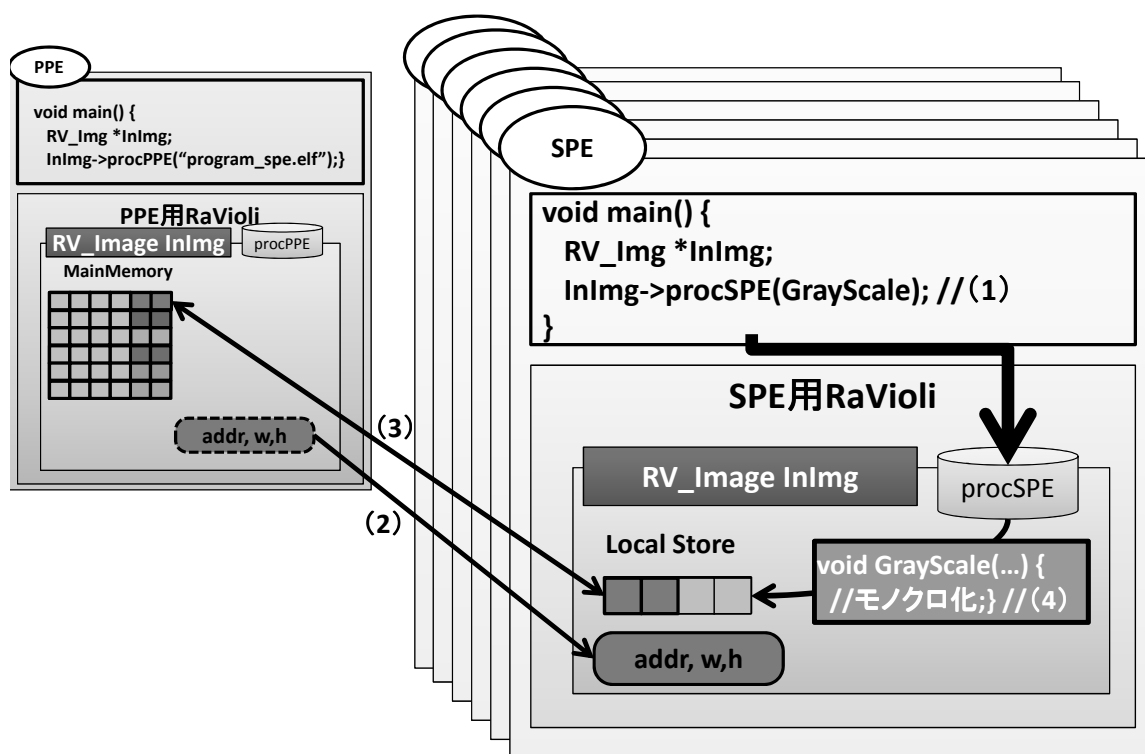 PPE
void main() {
RV_Img *InImg;
InImg->procPPE(“program_spe.elf”);}
PPE用RaVioli
RV_Image InImg
procPPE
MainMemory
addr, w,h
(3)
(2)
SPE
void main() {
RV_Img *InImg;
InImg->procSPE(GrayScale); //(1)
}
SPE用RaVioli
RV_Image InImg
procSPE
Local Store
void GrayScale(…) {
//モノクロ化;} //(4)
addr, w,h